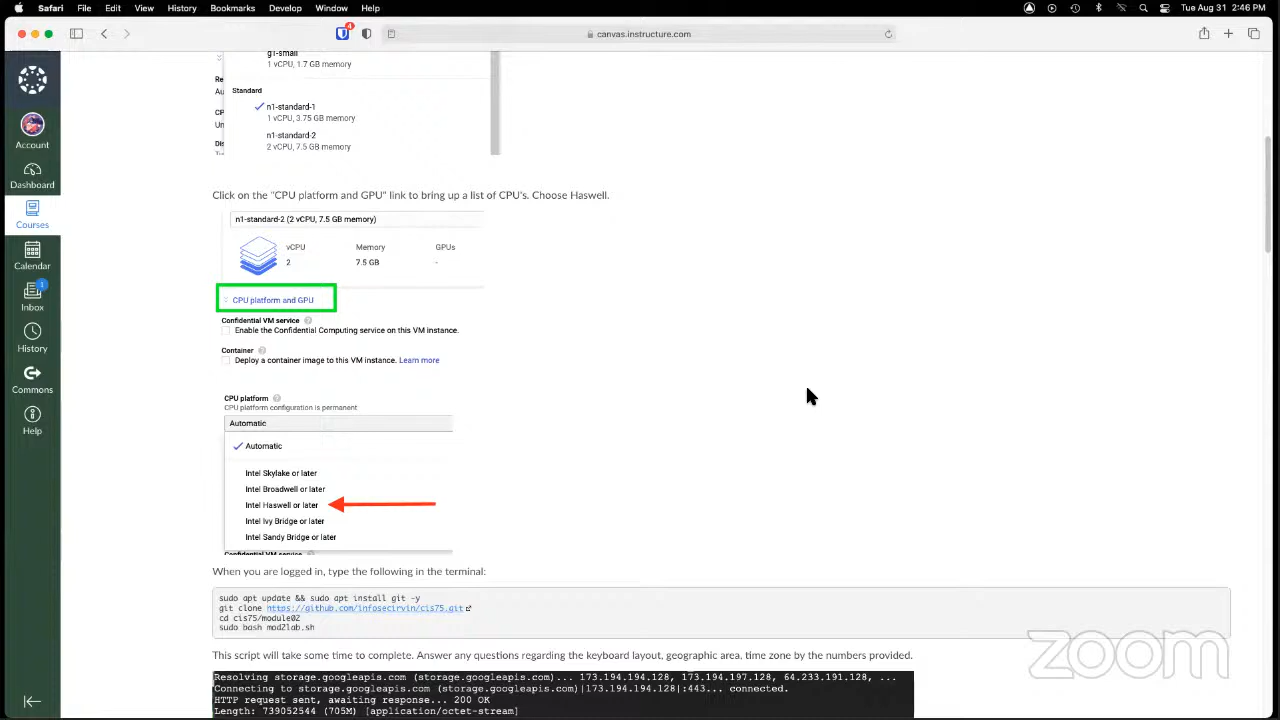 Safari File Edit View History Bookmarks Develop Window Help
Tue Aug 31 2:46 PM
4
canvas.instructure.com
Account
Dashboard
Courses
Calendar
1
Inbox
History
Commons
Help
g1-small
1 vCPU, 1.7 GB memory
Re
Au
Standard
n1-standard-1
CP
1 vCPU, 3.75 GB memory
Un
n1-standard-2
Dis
2 vCPU, 7.5 GB memory
Click on the "CPU platform and GPU" link to bring up a list of CPU's. Choose Haswell.
n1-standard-2 (2 vCPU, 7.5 GB memory)
vCPU Memory GPUs
2 7.5 GB -
CPU platform and GPU
Confidential VM service ?
Enable the Confidential Computing service on this VM instance.
Container ?
Deploy a container image to this VM instance. Learn more
CPU platform ?
CPU platform configuration is permanent
Automatic
Automatic
Intel Skylake or later
Intel Broadwell or later
Intel Haswell or later
Intel Ivy Bridge or later
Intel Sandy Bridge or later
Confidential VM service
When you are logged in, type the following in the terminal:
sudo apt update && sudo apt install git -y
git clone https://github.com/infosecirvin/cis75.git
cd cis75/module02
sudo bash mod2lab.sh
This script will take some time to complete. Answer any questions regarding the keyboard layout, geographic area, time zone by the numbers provided.
Resolving storage.googleapis.com (storage.googleapis.com)... 173.194.194.128, 173.194.197.128, 64.233.191.128, ...
Connecting to storage.googleapis.com (storage.googleapis.com)|173.194.194.128|:443... connected.
HTTP request sent, awaiting response... 200 OK
Length: 739052544 (705M) [application/octet-stream]
zoom